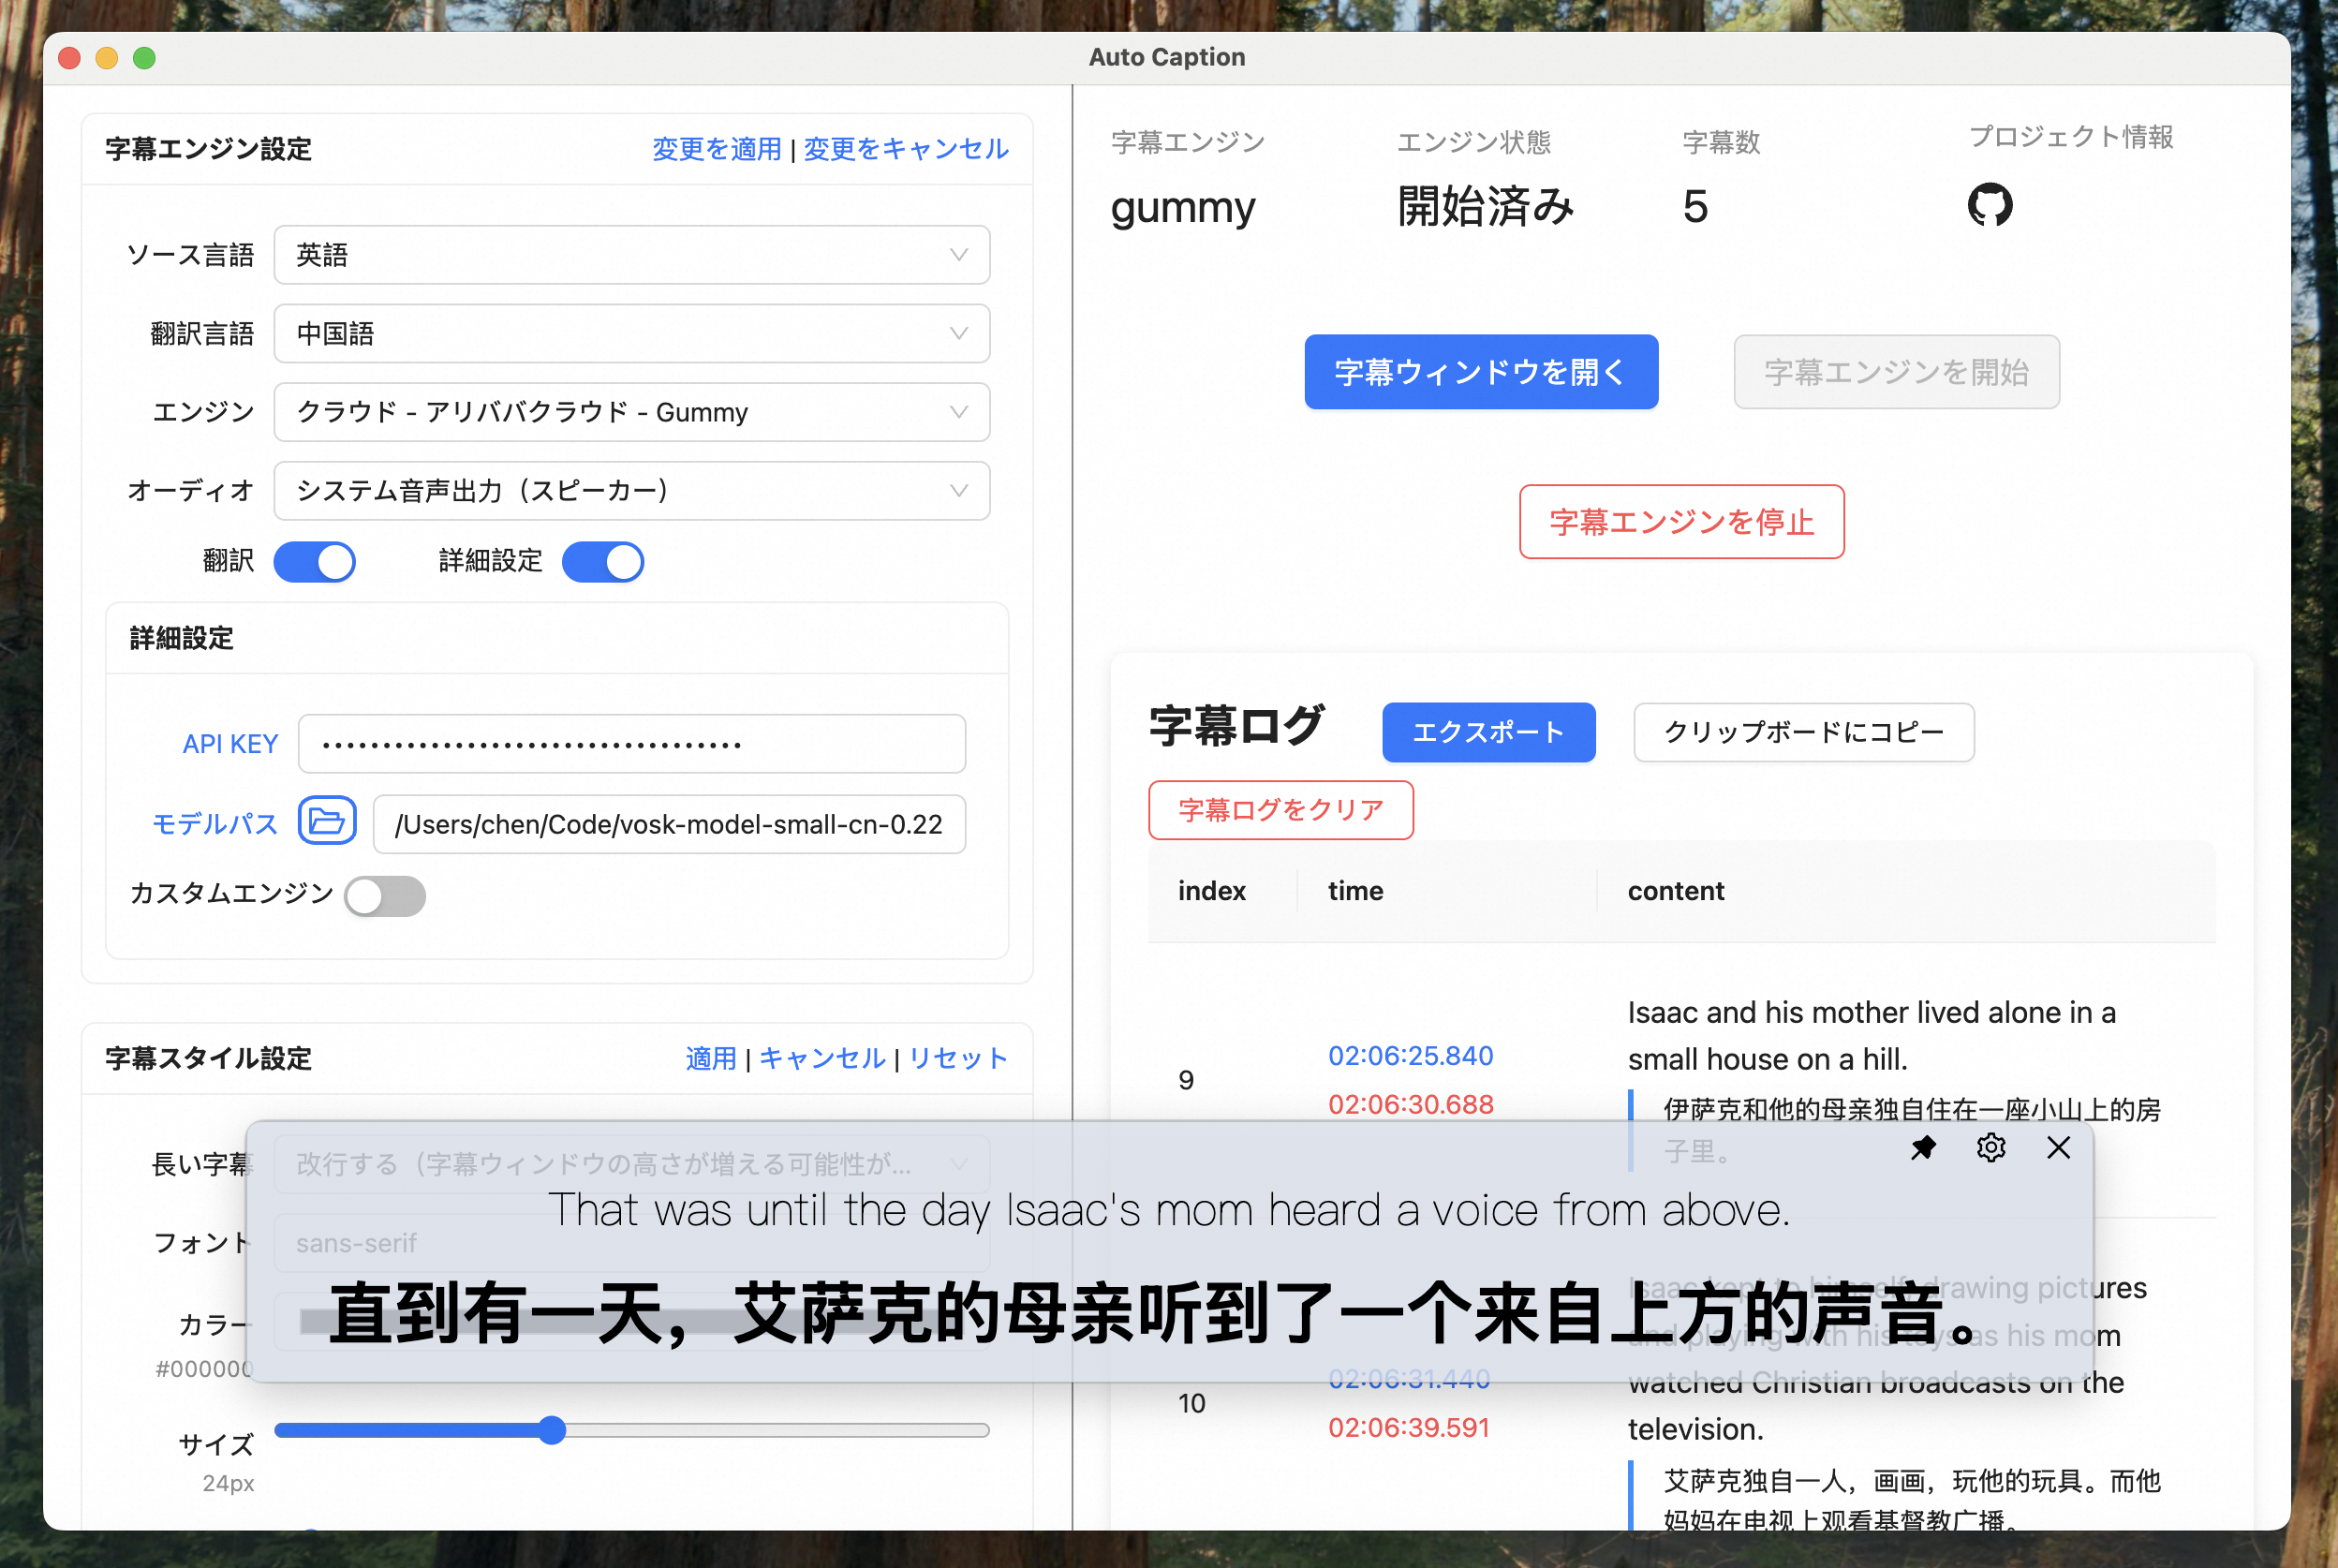 Auto Caption
字幕エンジン設定
変更を適用 | 変更をキャンセル
ソース言語
英語
翻訳言語
中国語
エンジン
クラウド - アリババクラウド - Gummy
オーディオ
システム音声出力（スピーカー）
翻訳
詳細設定
詳細設定
API KEY
モデルパス
/Users/chen/Code/vosk-model-small-cn-0.22
カスタムエンジン
字幕スタイル設定
適用 | キャンセル | リセット
長い字幕
改行する（字幕ウィンドウの高さが増える可能性が...
フォント
sans-serif
カラー
#000000
サイズ
24px
字幕エンジン
gummy
エンジン状態
開始済み
字幕数
5
プロジェクト情報
字幕ウィンドウを開く
字幕エンジンを開始
字幕エンジンを停止
字幕ログ
エクスポート
クリップボードにコピー
字幕ログをクリア
index
time
content
9
02:06:25.840
02:06:30.688
Isaac and his mother lived alone in a
small house on a hill.
伊萨克和他的母亲独自住在一座小山上的房
子里。
10
02:06:31.440
02:06:39.591
Isaac kept to himself, drawing pictures
and playing with his toys as his mom
watched Christian broadcasts on the
television.
艾萨克独自一人，画画，玩他的玩具。而他
妈妈在电视上观看基督教广播。
That was until the day Isaac's mom heard a voice from above.
直到有一天，艾萨克的母亲听到了一个来自上方的声音。